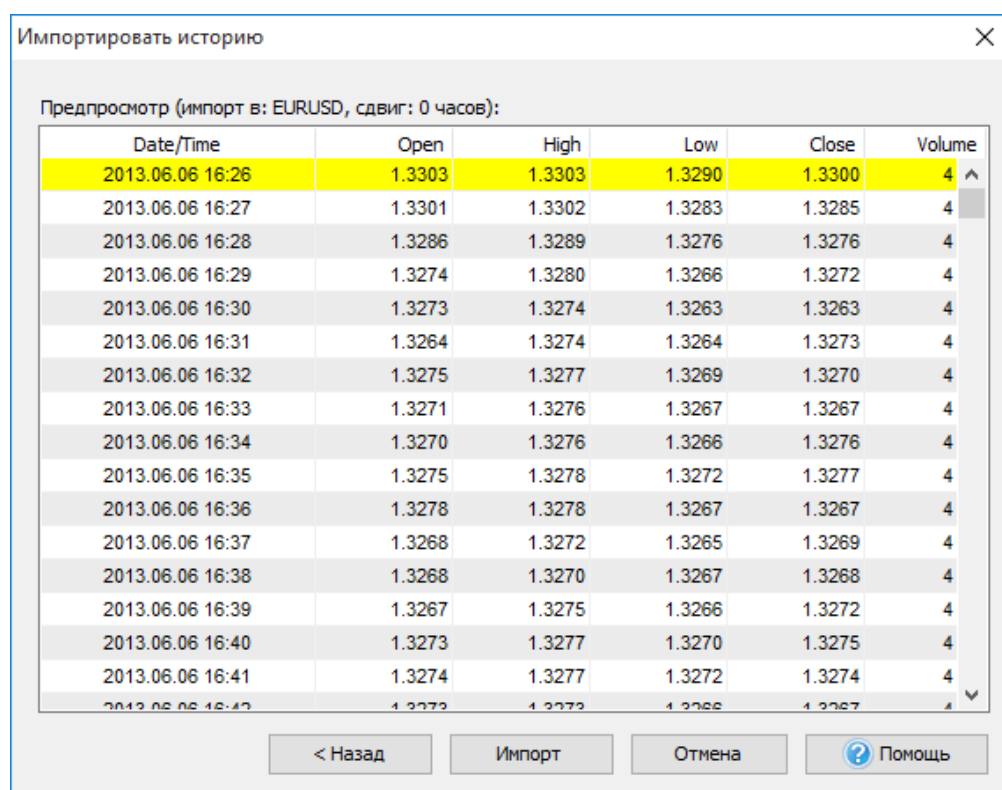 Импортировать историю
Предпросмотр (импорт в: EURUSD, сдвиг: 0 часов):
Date/Time Open High Low Close Volume
2013.06.06 16:26 1.3303 1.3303 1.3290 1.3300 4
2013.06.06 16:27 1.3301 1.3302 1.3283 1.3285 4
2013.06.06 16:28 1.3286 1.3289 1.3276 1.3276 4
2013.06.06 16:29 1.3274 1.3280 1.3266 1.3272 4
2013.06.06 16:30 1.3273 1.3274 1.3263 1.3263 4
2013.06.06 16:31 1.3264 1.3274 1.3264 1.3273 4
2013.06.06 16:32 1.3275 1.3277 1.3269 1.3270 4
2013.06.06 16:33 1.3271 1.3276 1.3267 1.3267 4
2013.06.06 16:34 1.3270 1.3276 1.3266 1.3276 4
2013.06.06 16:35 1.3275 1.3278 1.3272 1.3277 4
2013.06.06 16:36 1.3278 1.3278 1.3267 1.3267 4
2013.06.06 16:37 1.3268 1.3272 1.3265 1.3269 4
2013.06.06 16:38 1.3268 1.3270 1.3267 1.3268 4
2013.06.06 16:39 1.3267 1.3275 1.3266 1.3272 4
2013.06.06 16:40 1.3273 1.3277 1.3270 1.3275 4
2013.06.06 16:41 1.3274 1.3277 1.3272 1.3274 4
< Назад Импорт Отмена ? Помощь